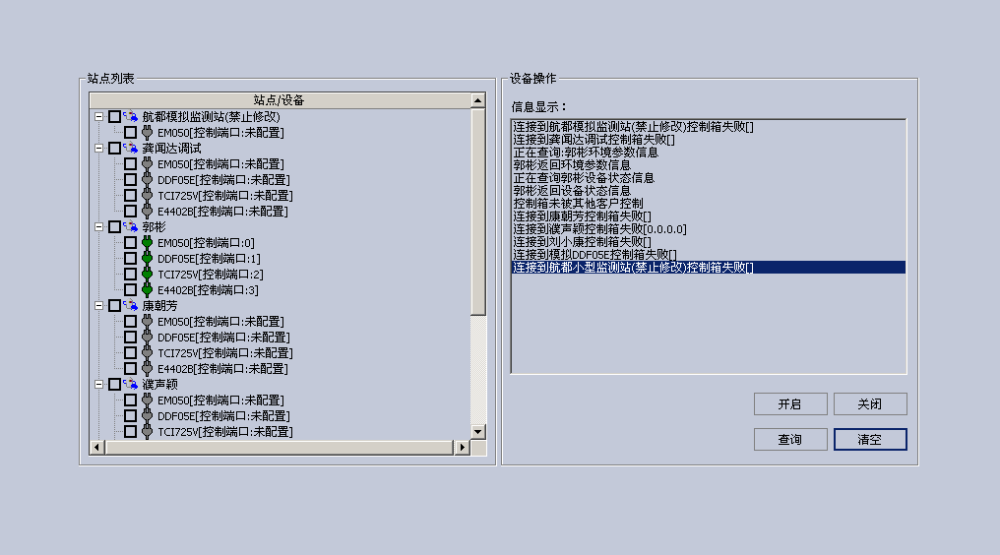 站点列表
站点/设备
航都模拟监测站(禁止修改)
EM050[控制端口:未配置]
龚闻达调试
EM050[控制端口:未配置]
DDF05E[控制端口:未配置]
TCI725V[控制端口:未配置]
E4402B[控制端口:未配置]
郭彬
EM050[控制端口:0]
DDF05E[控制端口:1]
TCI725V[控制端口:2]
E4402B[控制端口:3]
康朝芳
EM050[控制端口:未配置]
DDF05E[控制端口:未配置]
TCI725V[控制端口:未配置]
E4402B[控制端口:未配置]
濮声颖
EM050[控制端口:未配置]
DDF05E[控制端口:未配置]
TCI725V[控制端口:未配置]
设备操作
信息显示：
连接到航都模拟监测站(禁止修改)控制箱失败[]
连接到龚闻达调试控制箱失败[]
正在查询:郭彬环境参数信息
郭彬返回环境参数信息
正在查询郭彬设备状态信息
郭彬返回设备状态信息
控制箱未被其他客户控制
连接到康朝芳控制箱失败[]
连接到濮声颖控制箱失败[0.0.0.0]
连接到刘小康控制箱失败[]
连接到模拟DDF05E控制箱失败[]
连接到航都小型监测站(禁止修改)控制箱失败[]
开启
关闭
查询
清空